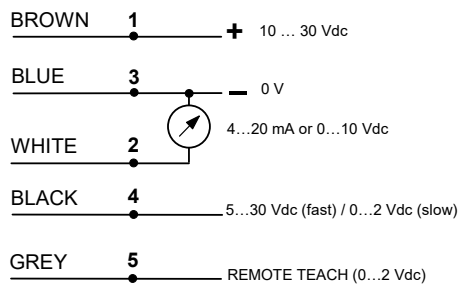 BROWN 1 + 10 … 30 Vdc
BLUE 3 − 0 V
4…20 mA or 0…10 Vdc
WHITE 2
BLACK 4 5…30 Vdc (fast) / 0…2 Vdc (slow)
GREY 5 REMOTE TEACH (0…2 Vdc)